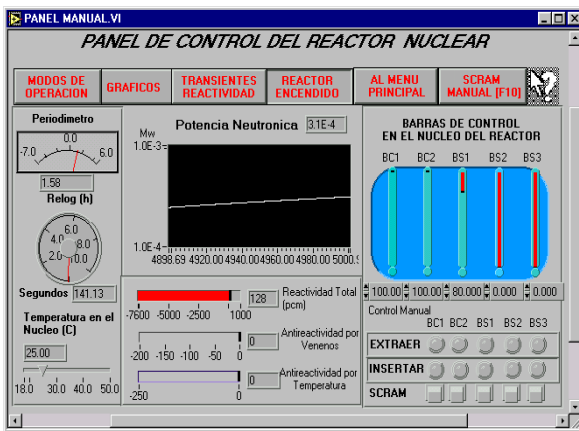 PANEL MANUAL.VI
PANEL DE CONTROL DEL REACTOR NUCLEAR
MODOS DE OPERACION
GRAFICOS
TRANSIENTES REACTIVIDAD
REACTOR ENCENDIDO
AL MENU PRINCIPAL
SCRAM MANUAL [F10]
Periodimetro
0.0
-7.0 6.0
1.58
Relog (h)
6.0
4.0 8.0
2.0 0.0
Segundos 141.13
Temperatura en el
Nucleo (C)
25.00
18.0 30.0 40.0 50.0
Mw
Potencia Neutronica 3.1E-4
1.0E-3
1.0E-4
4898.69 4920.00 4940.00 4960.00 4980.00 5000.
128
Reactividad Total
(pcm)
-7600 -5000 -2500 1000
0
Antireactividad por
Venenos
-200 -150 -100 -50 0
0
Antireactividad por
Temperatura
-250 0
BARRAS DE CONTROL
EN EL NUCLEO DEL REACTOR
BC1 BC2 BS1 BS2 BS3
100.00 100.00 80.000 0.000 0.000
Control Manual
BC1 BC2 BS1 BS2 BS3
EXTRAER
INSERTAR
SCRAM